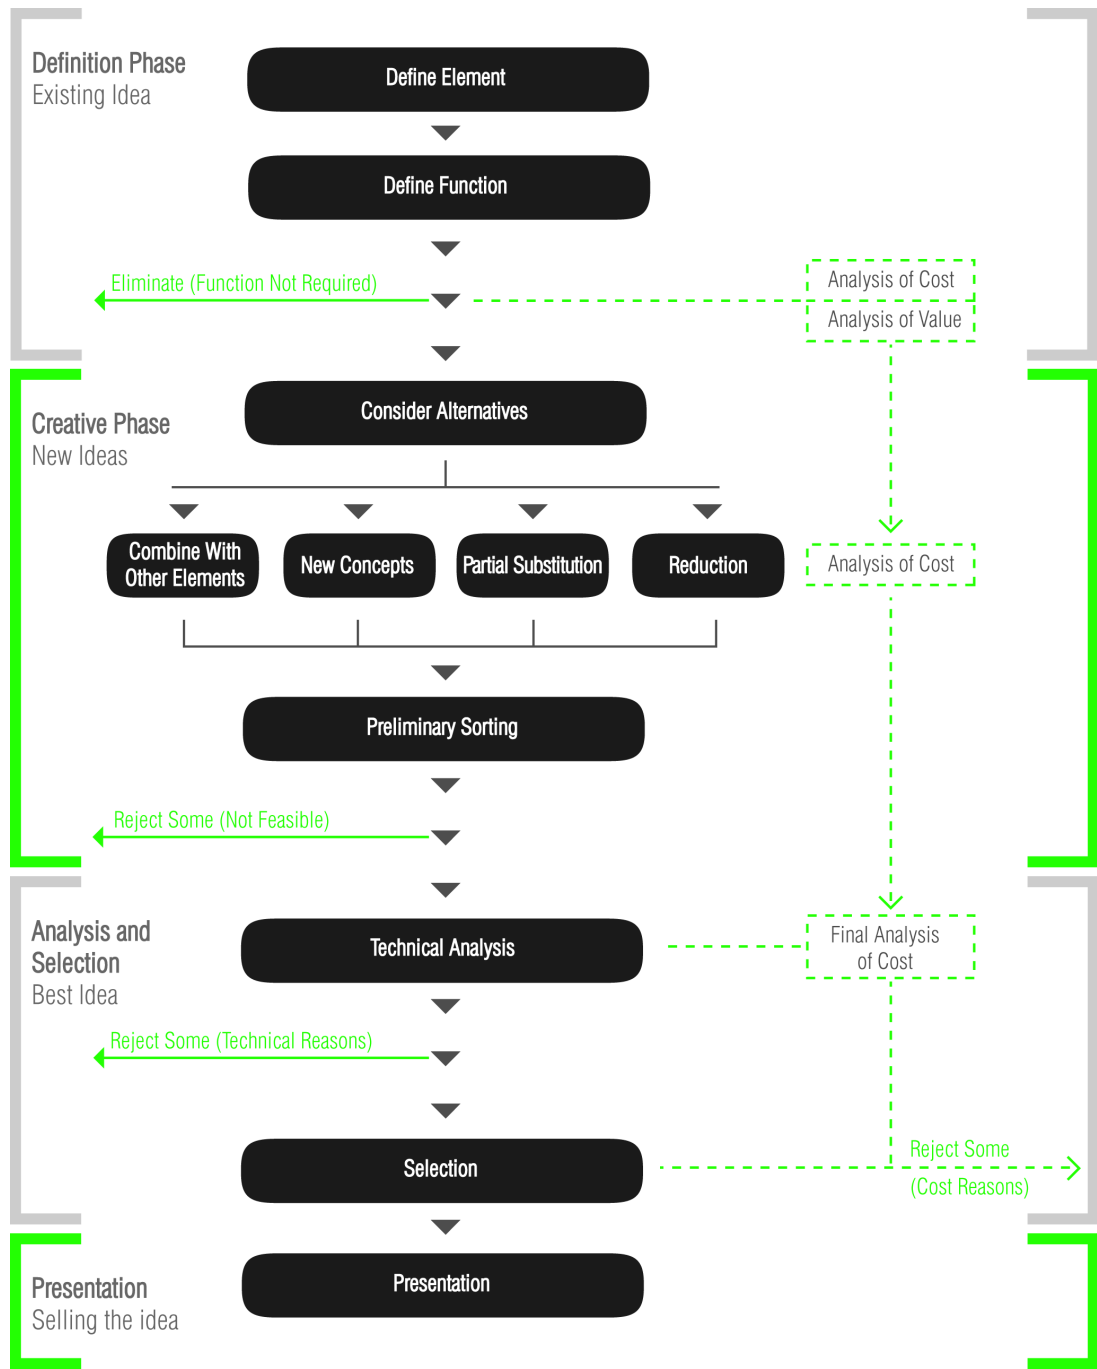 Definition Phase
Existing Idea
Define Element
Define Function
Eliminate (Function Not Required)
Analysis of Cost
Analysis of Value
Creative Phase
New Ideas
Consider Alternatives
Combine With
Other Elements
New Concepts
Partial Substitution
Reduction
Analysis of Cost
Preliminary Sorting
Reject Some (Not Feasible)
Analysis and
Selection
Best Idea
Technical Analysis
Final Analysis
of Cost
Reject Some (Technical Reasons)
Selection
Reject Some
(Cost Reasons)
Presentation
Selling the idea
Presentation